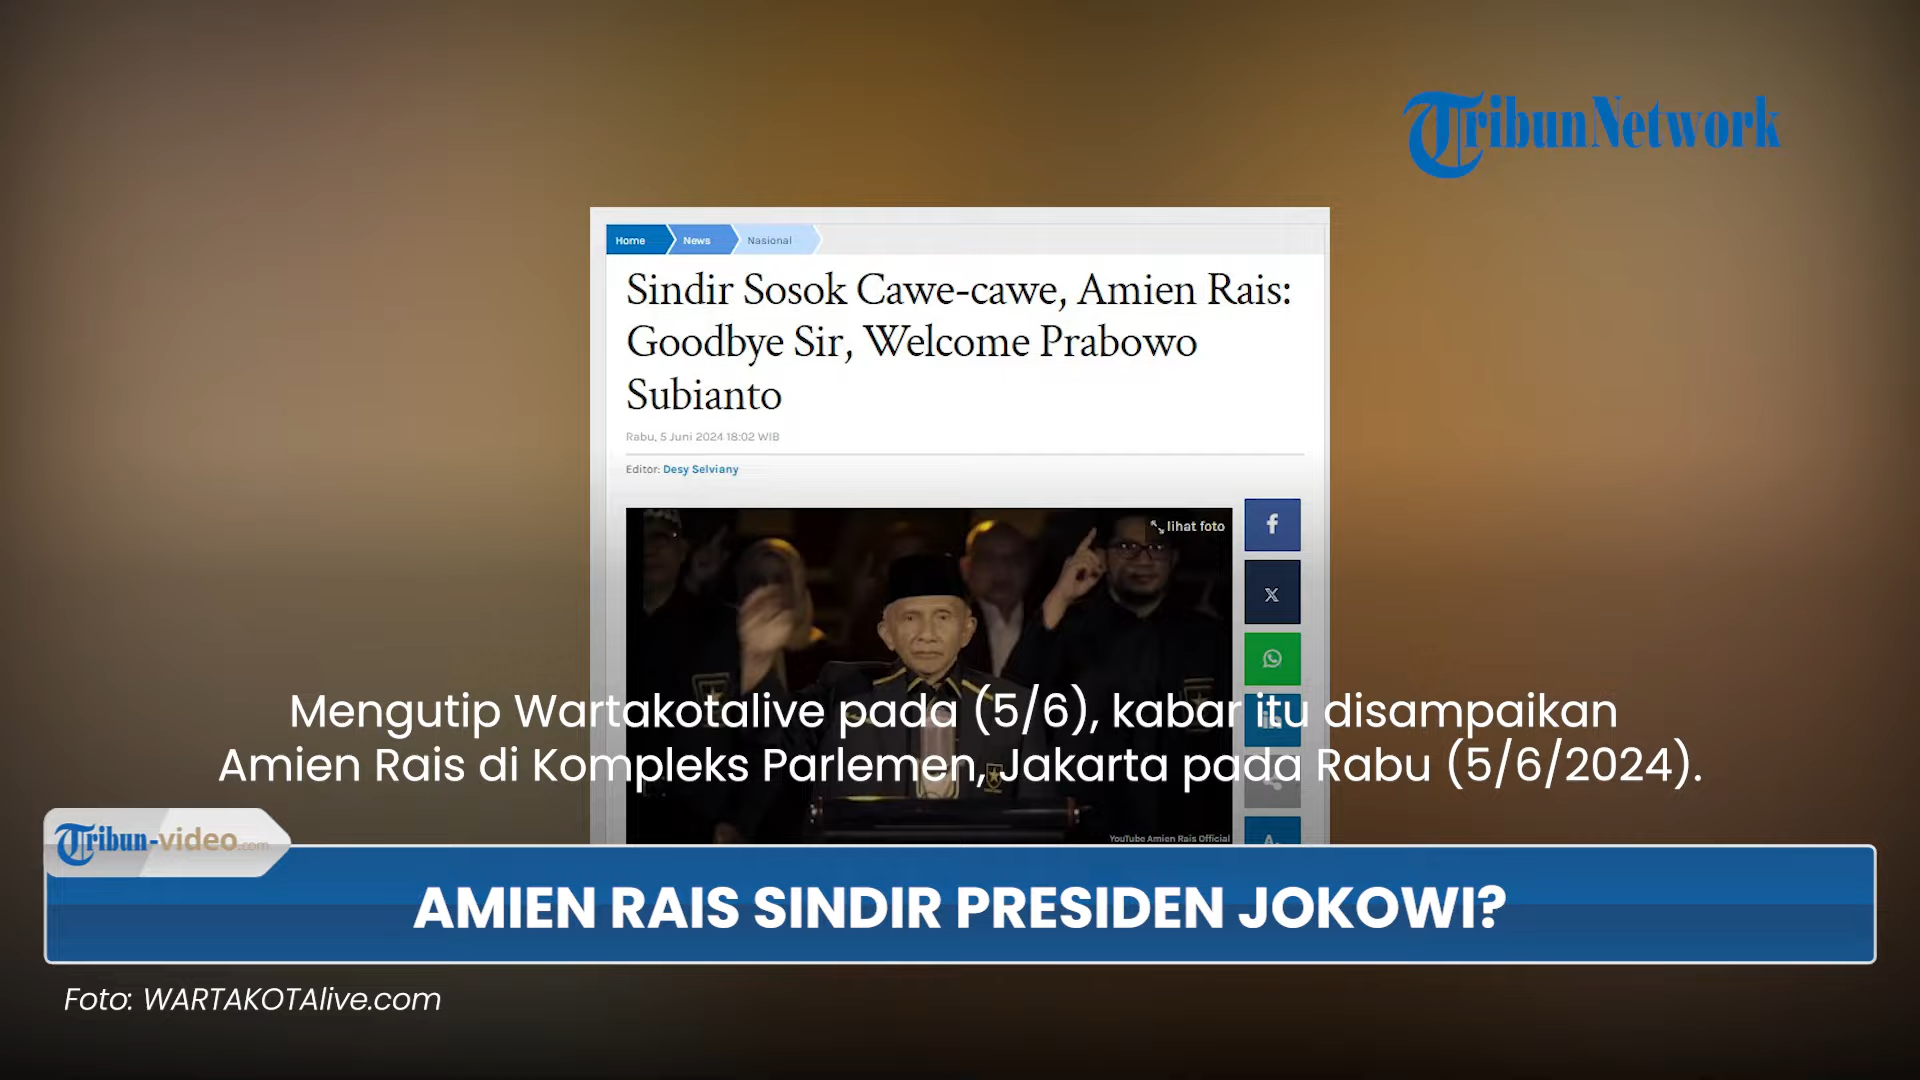 TribunNetwork
Home News Nasional
Sindir Sosok Cawe-cawe, Amien Rais:
Goodbye Sir, Welcome Prabowo
Subianto
Rabu, 5 Juni 2024 18:02 WIB
Editor: Desy Selviany
lihat foto
Mengutip Wartakotalive pada (5/6), kabar itu disampaikan
Amien Rais di Kompleks Parlemen, Jakarta pada Rabu (5/6/2024).
YouTube Amien Rais Official
Tribun-video.com
AMIEN RAIS SINDIR PRESIDEN JOKOWI?
Foto: WARTAKOTAlive.com